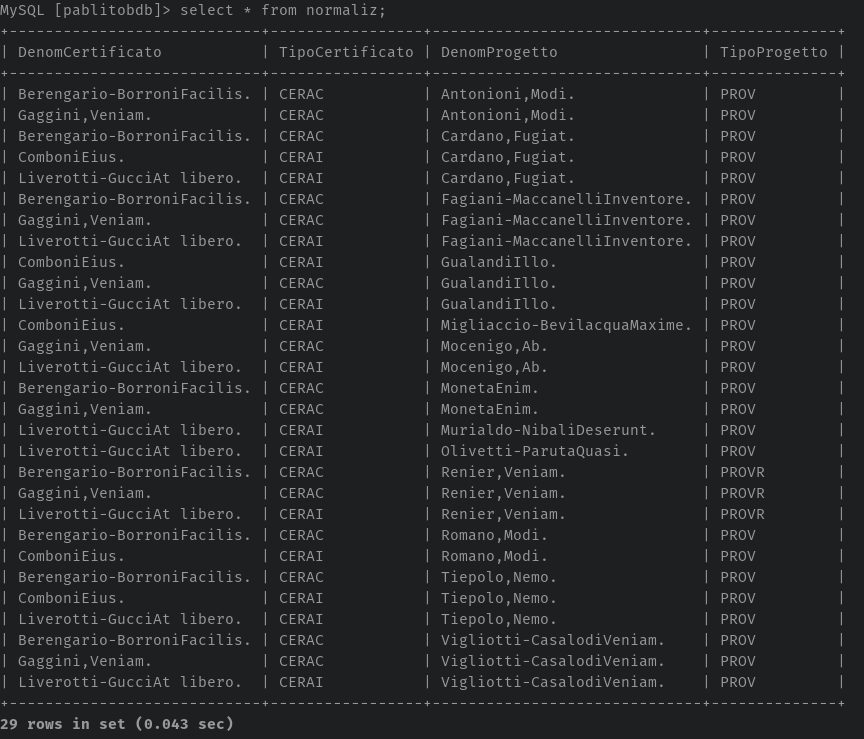 MySQL [pablitobdb]> select * from normaliz;
+----------------------------+-----------------+------------------------------+--------------+
| DenomCertificato           | TipoCertificato | DenomProgetto                | TipoProgetto |
+----------------------------+-----------------+------------------------------+--------------+
| Berengario-BorroniFacilis. | CERAC           | Antonioni,Modi.              | PROV         |
| Gaggini,Veniam.            | CERAC           | Antonioni,Modi.              | PROV         |
| Berengario-BorroniFacilis. | CERAC           | Cardano,Fugiat.              | PROV         |
| ComboniEius.               | CERAI           | Cardano,Fugiat.              | PROV         |
| Liverotti-GucciAt libero.  | CERAI           | Cardano,Fugiat.              | PROV         |
| Berengario-BorroniFacilis. | CERAC           | Fagiani-MaccanelliInventore. | PROV         |
| Gaggini,Veniam.            | CERAC           | Fagiani-MaccanelliInventore. | PROV         |
| Liverotti-GucciAt libero.  | CERAI           | Fagiani-MaccanelliInventore. | PROV         |
| ComboniEius.               | CERAI           | GualandiIllo.                | PROV         |
| Gaggini,Veniam.            | CERAC           | GualandiIllo.                | PROV         |
| Liverotti-GucciAt libero.  | CERAI           | GualandiIllo.                | PROV         |
| ComboniEius.               | CERAI           | Migliaccio-BevilacquaMaxime. | PROV         |
| Gaggini,Veniam.            | CERAC           | Mocenigo,Ab.                 | PROV         |
| Liverotti-GucciAt libero.  | CERAI           | Mocenigo,Ab.                 | PROV         |
| Berengario-BorroniFacilis. | CERAC           | MonetaEnim.                  | PROV         |
| Gaggini,Veniam.            | CERAC           | MonetaEnim.                  | PROV         |
| Liverotti-GucciAt libero.  | CERAI           | Murialdo-NibaliDeserunt.     | PROV         |
| Liverotti-GucciAt libero.  | CERAI           | Olivetti-ParutaQuasi.        | PROV         |
| Berengario-BorroniFacilis. | CERAC           | Renier,Veniam.               | PROVR        |
| Gaggini,Veniam.            | CERAC           | Renier,Veniam.               | PROVR        |
| Liverotti-GucciAt libero.  | CERAI           | Renier,Veniam.               | PROVR        |
| Berengario-BorroniFacilis. | CERAC           | Romano,Modi.                 | PROV         |
| ComboniEius.               | CERAI           | Romano,Modi.                 | PROV         |
| Berengario-BorroniFacilis. | CERAC           | Tiepolo,Nemo.                | PROV         |
| ComboniEius.               | CERAI           | Tiepolo,Nemo.                | PROV         |
| Liverotti-GucciAt libero.  | CERAI           | Tiepolo,Nemo.                | PROV         |
| Berengario-BorroniFacilis. | CERAC           | Vigliotti-CasalodiVeniam.    | PROV         |
| Gaggini,Veniam.            | CERAC           | Vigliotti-CasalodiVeniam.    | PROV         |
| Liverotti-GucciAt libero.  | CERAI           | Vigliotti-CasalodiVeniam.    | PROV         |
+----------------------------+-----------------+------------------------------+--------------+
29 rows in set (0.043 sec)